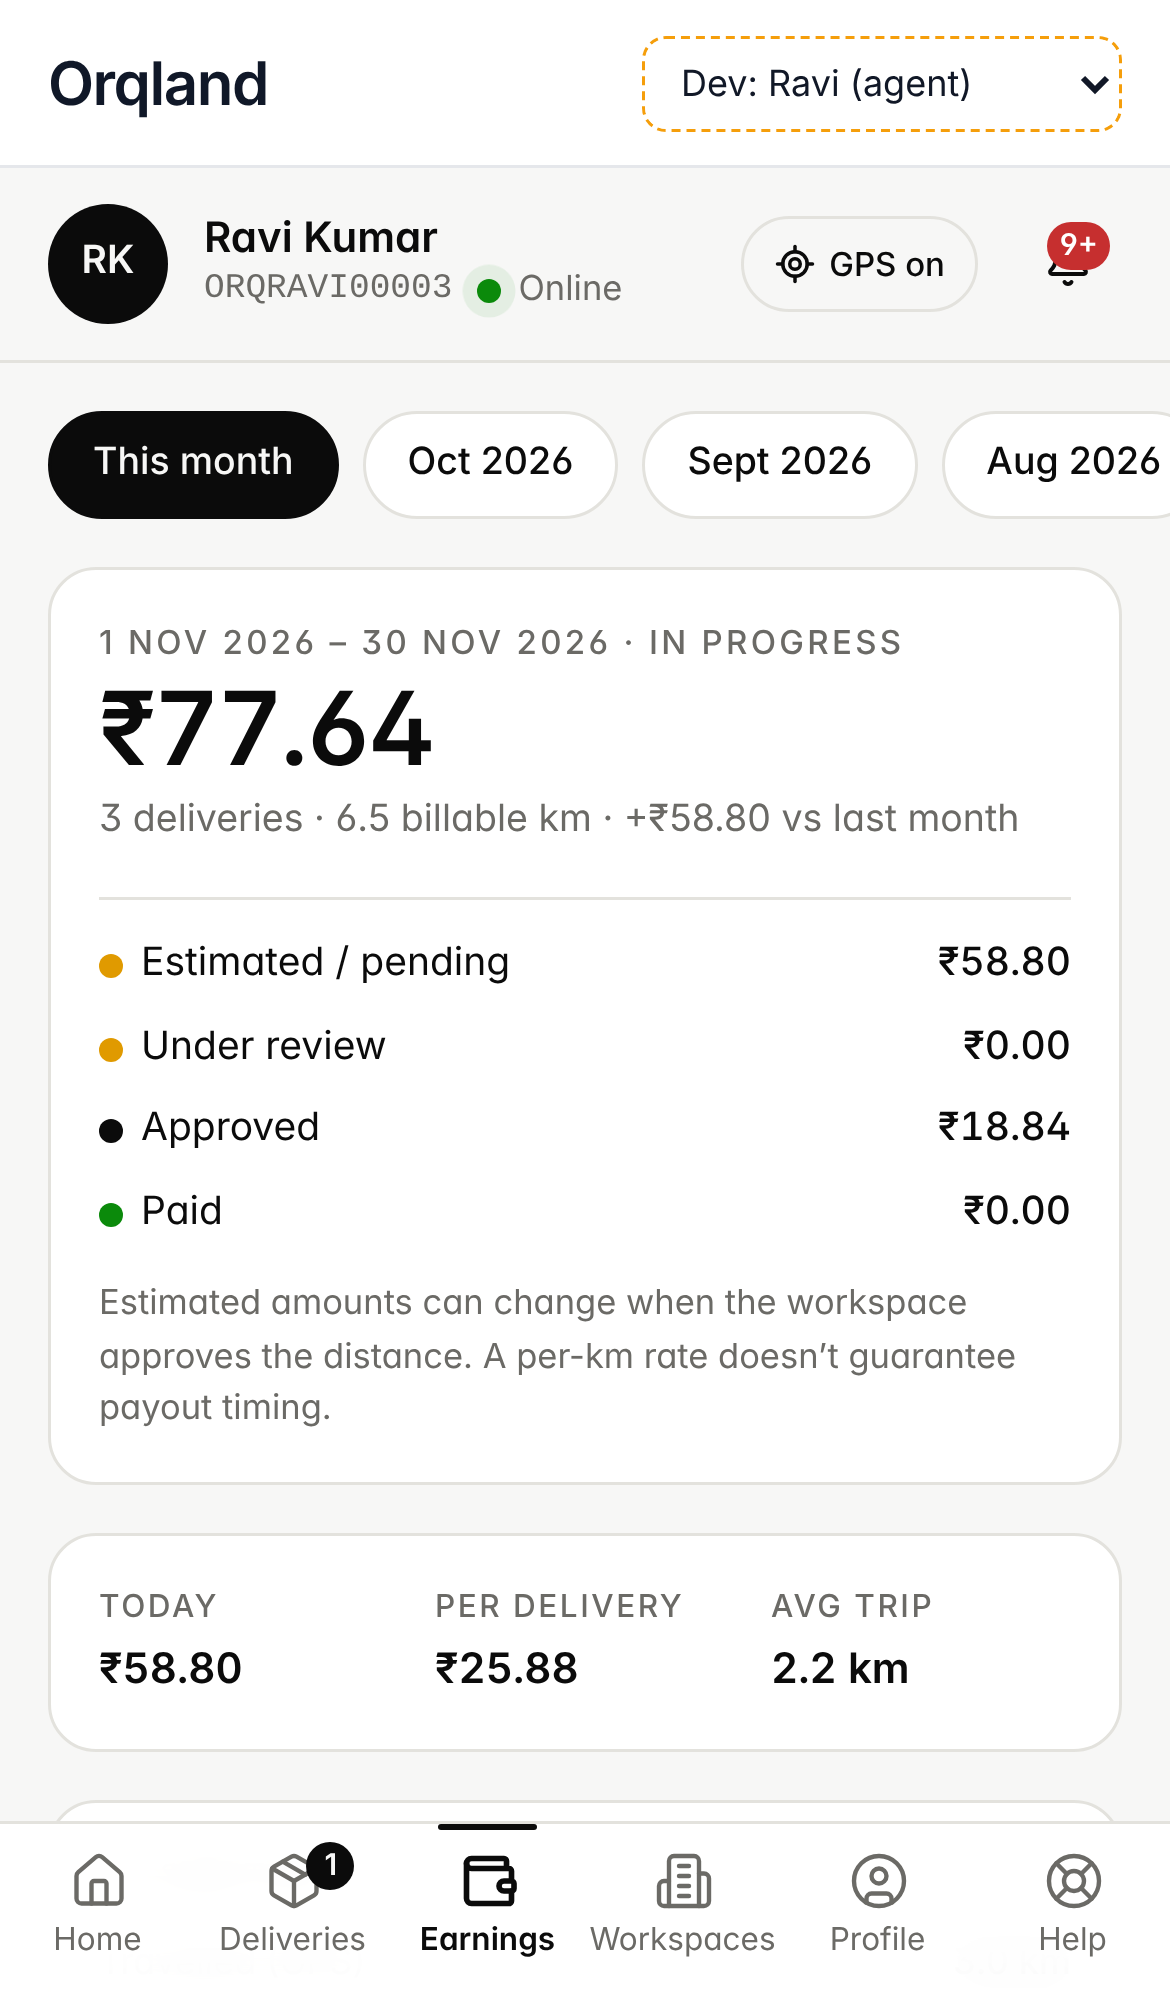 Orqland
Dev: Ravi (agent)
RK
Ravi Kumar
ORQRAVI00003 Online
GPS on
9+
This month
Oct 2026
Sept 2026
Aug 2026
1 NOV 2026 – 30 NOV 2026 · IN PROGRESS
₹77.64
3 deliveries · 6.5 billable km · +₹58.80 vs last month
Estimated / pending ₹58.80
Under review ₹0.00
Approved ₹18.84
Paid ₹0.00
Estimated amounts can change when the workspace
approves the distance. A per-km rate doesn’t guarantee
payout timing.
TODAY
₹58.80
PER DELIVERY
₹25.88
AVG TRIP
2.2 km
Home
1
Deliveries
Earnings
Workspaces
Profile
Help